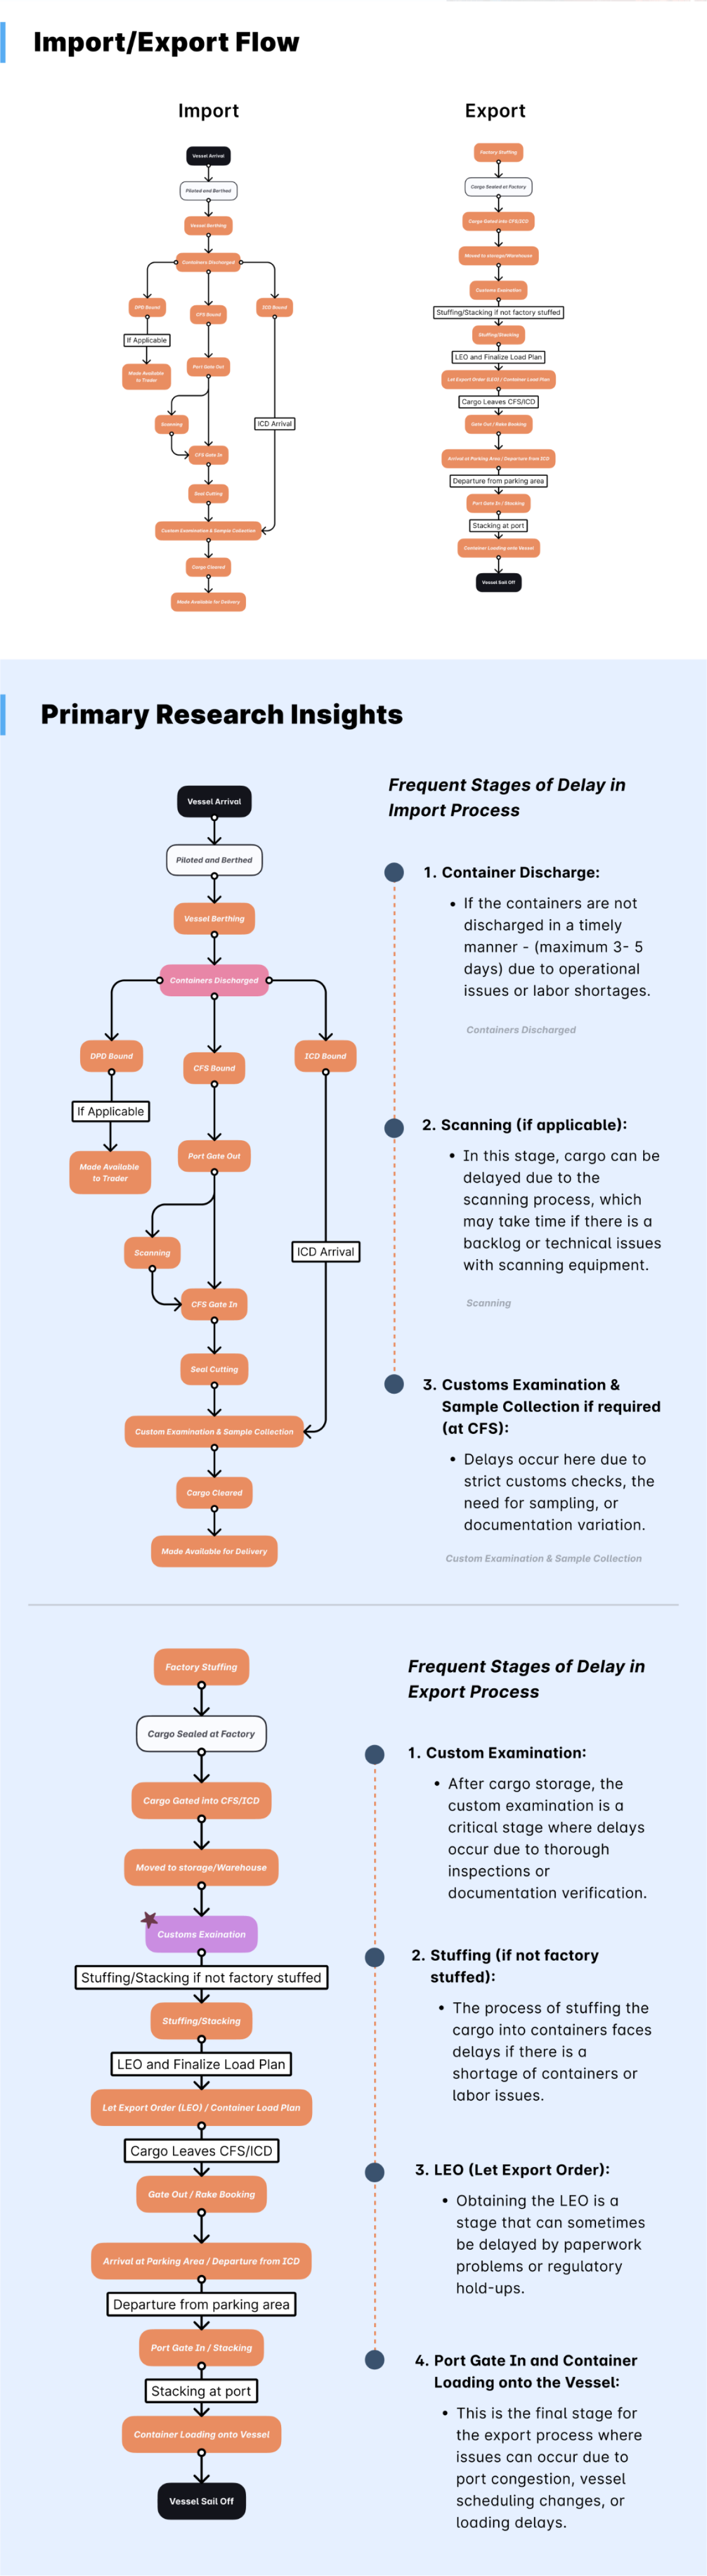 Import/Export Flow
Import
Export
Vessel Arrival
Piloted and Berthed
Vessel Berthing
Containers Discharged
DPD Bound
CFS Bound
ICD Bound
If Applicable
Made Available
to Trader
Port Gate Out
Scanning
ICD Arrival
CFS Gate In
Seal Cutting
Custom Examination & Sample Collection
Cargo Cleared
Made Available for Delivery
Factory Stuffing
Cargo Sealed at Factory
Cargo Gated into CFS/ICD
Moved to storage/Warehouse
Customs Exaination
Stuffing/Stacking if not factory stuffed
Stuffing/Stacking
LEO and Finalize Load Plan
Let Export Order (LEO) / Container Load Plan
Cargo Leaves CFS/ICD
Gate Out / Rake Booking
Arrival at Parking Area / Departure from ICD
Departure from parking area
Port Gate In / Stacking
Stacking at port
Container Loading onto Vessel
Vessel Sail Off
Primary Research Insights
Vessel Arrival
Piloted and Berthed
Vessel Berthing
Containers Discharged
DPD Bound
CFS Bound
ICD Bound
If Applicable
Made Available
to Trader
Port Gate Out
Scanning
ICD Arrival
CFS Gate In
Seal Cutting
Custom Examination & Sample Collection
Cargo Cleared
Made Available for Delivery
Frequent Stages of Delay in
Import Process
1. Container Discharge:
• If the containers are not
discharged in a timely
manner - (maximum 3- 5
days) due to operational
issues or labor shortages.
Containers Discharged
2. Scanning (if applicable):
• In this stage, cargo can be
delayed due to the
scanning process, which
may take time if there is a
backlog or technical issues
with scanning equipment.
Scanning
3. Customs Examination &
Sample Collection if required
(at CFS):
• Delays occur here due to
strict customs checks, the
need for sampling, or
documentation variation.
Custom Examination & Sample Collection
Factory Stuffing
Cargo Sealed at Factory
Cargo Gated into CFS/ICD
Moved to storage/Warehouse
Customs Exaination
Stuffing/Stacking if not factory stuffed
Stuffing/Stacking
LEO and Finalize Load Plan
Let Export Order (LEO) / Container Load Plan
Cargo Leaves CFS/ICD
Gate Out / Rake Booking
Arrival at Parking Area / Departure from ICD
Departure from parking area
Port Gate In / Stacking
Stacking at port
Container Loading onto Vessel
Vessel Sail Off
Frequent Stages of Delay in
Export Process
1. Custom Examination:
• After cargo storage, the
custom examination is a
critical stage where delays
occur due to thorough
inspections or
documentation verification.
2. Stuffing (if not factory
stuffed):
• The process of stuffing the
cargo into containers faces
delays if there is a
shortage of containers or
labor issues.
3. LEO (Let Export Order):
• Obtaining the LEO is a
stage that can sometimes
be delayed by paperwork
problems or regulatory
hold-ups.
4. Port Gate In and Container
Loading onto the Vessel:
• This is the final stage for
the export process where
issues can occur due to
port congestion, vessel
scheduling changes, or
loading delays.